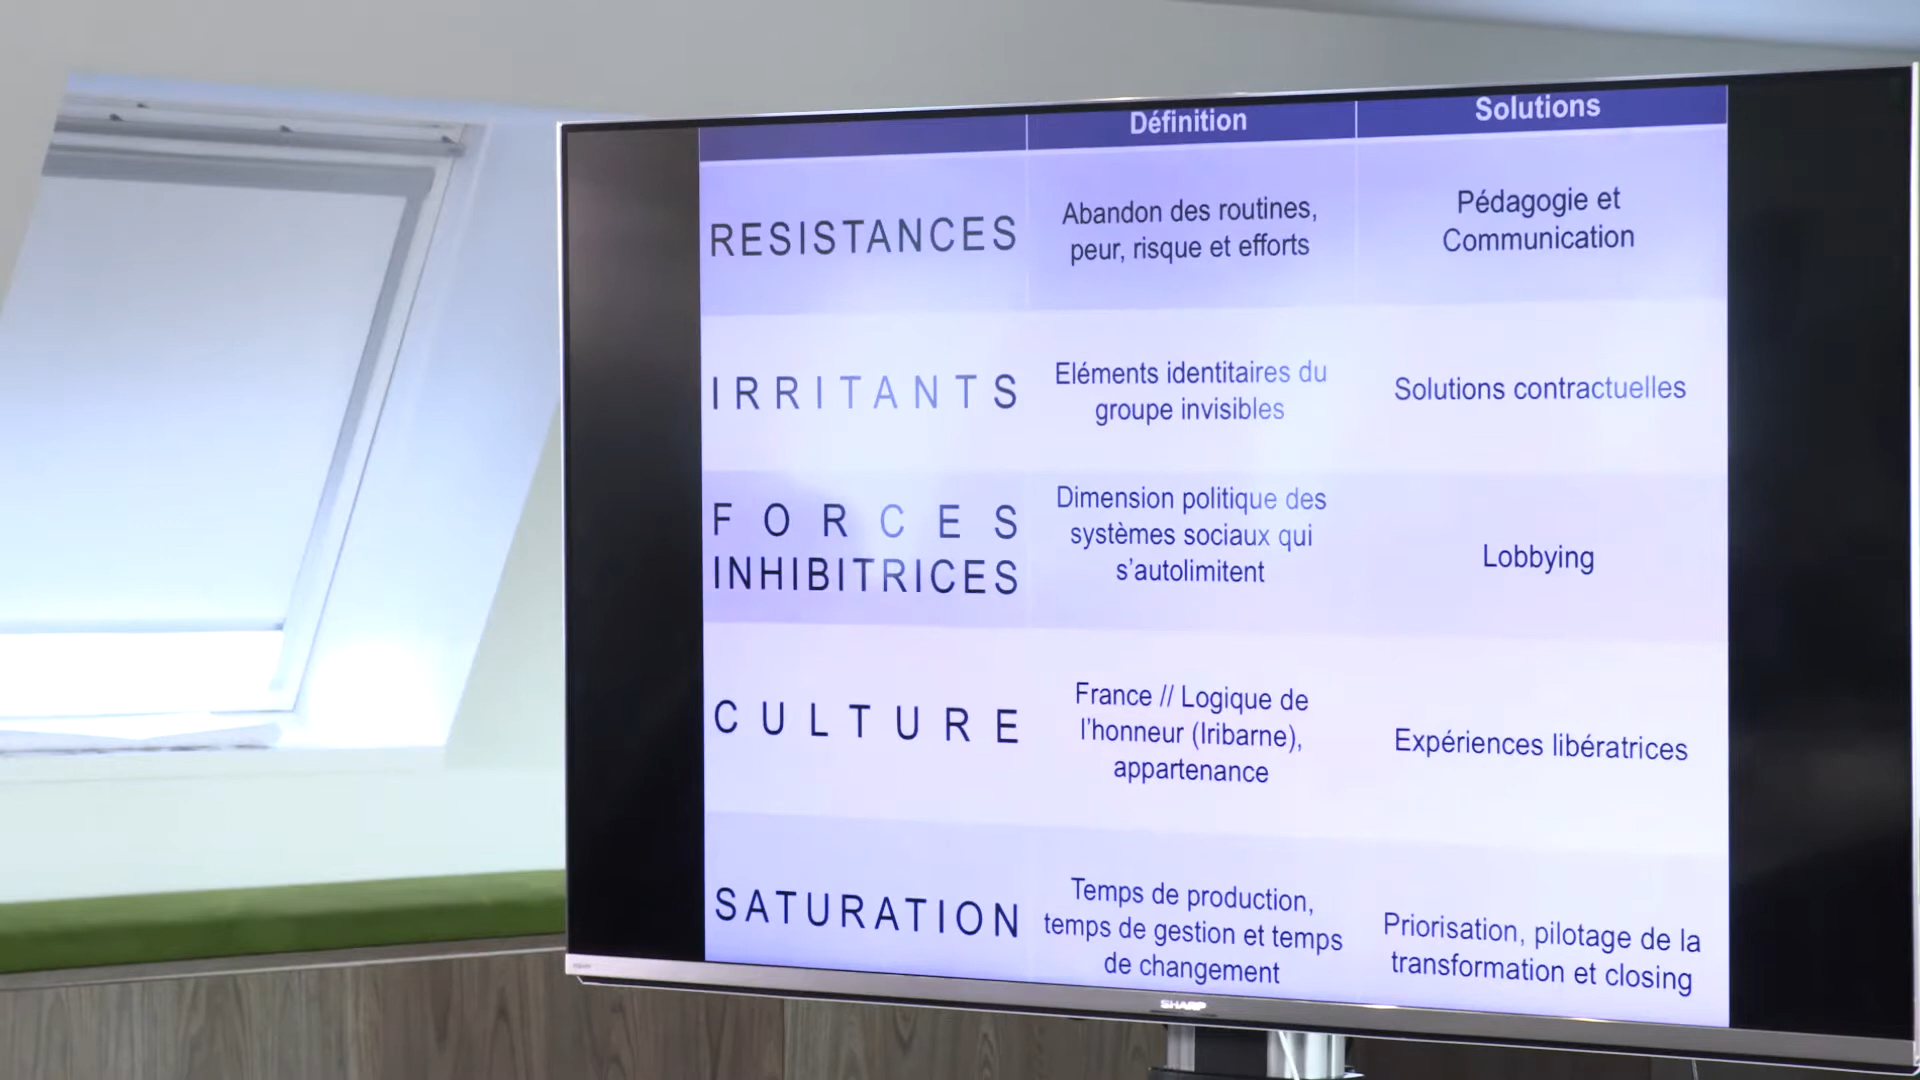 Définition
Solutions
RESISTANCES
Abandon des routines,
peur, risque et efforts
Pédagogie et
Communication
IRRITANTS
Eléments identitaires du
groupe invisibles
Solutions contractuelles
FORCES
INHIBITRICES
Dimension politique des
systèmes sociaux qui
s'autolimitent
Lobbying
CULTURE
France // Logique de
l'honneur (Iribarne),
appartenance
Expériences libératrices
SATURATION
Temps de production,
temps de gestion et temps
de changement
Priorisation, pilotage de la
transformation et closing
SHARP